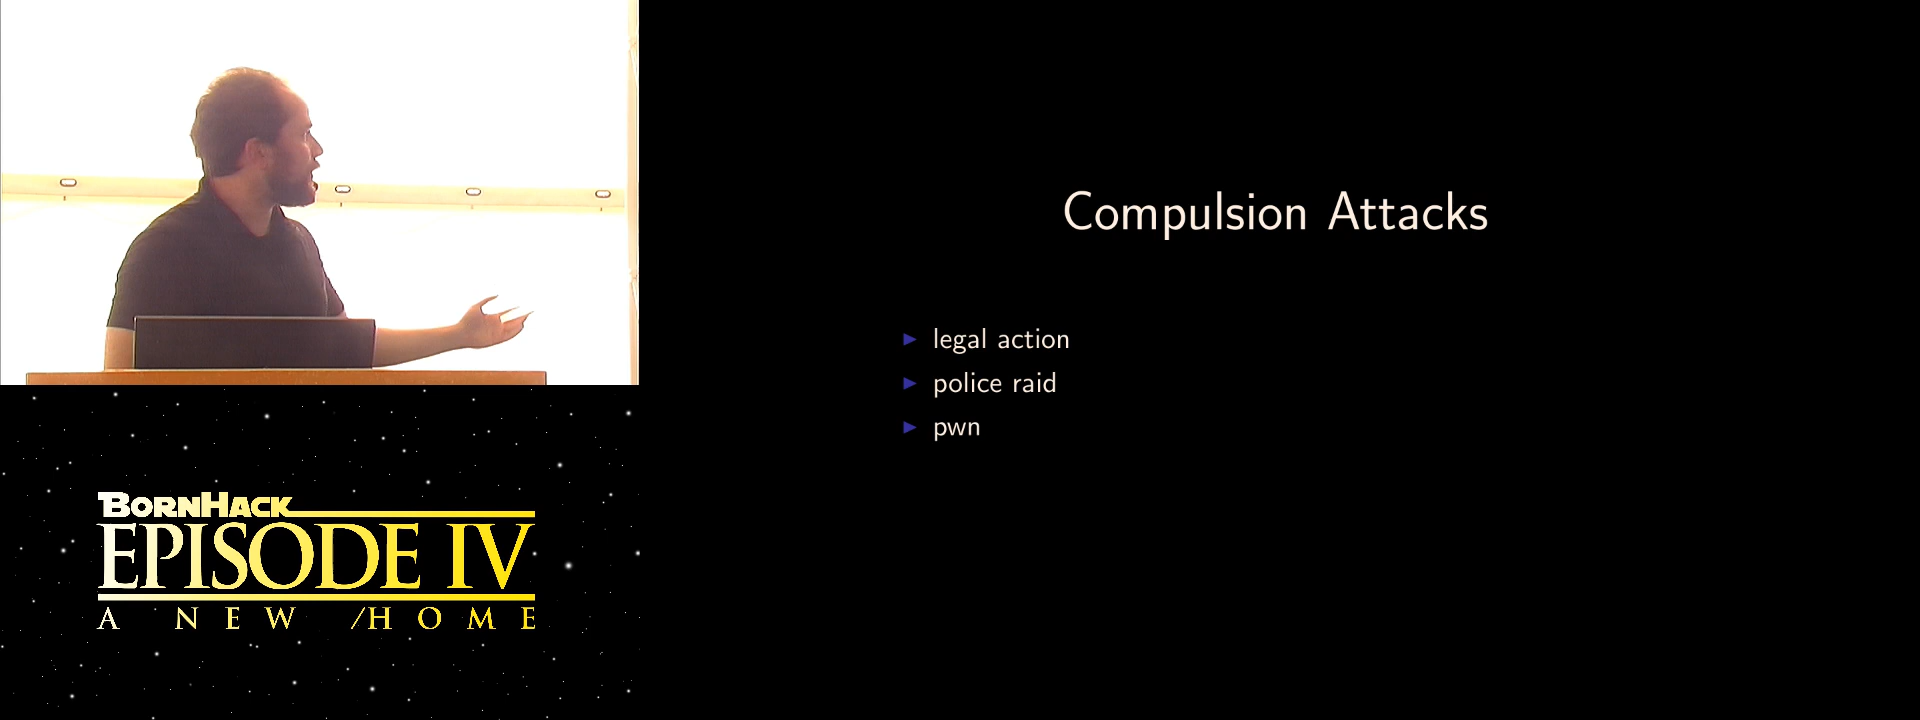 Compulsion Attacks
legal action
police raid
pwn
BORNHACK
EPISODE IV
A NEW /HOME